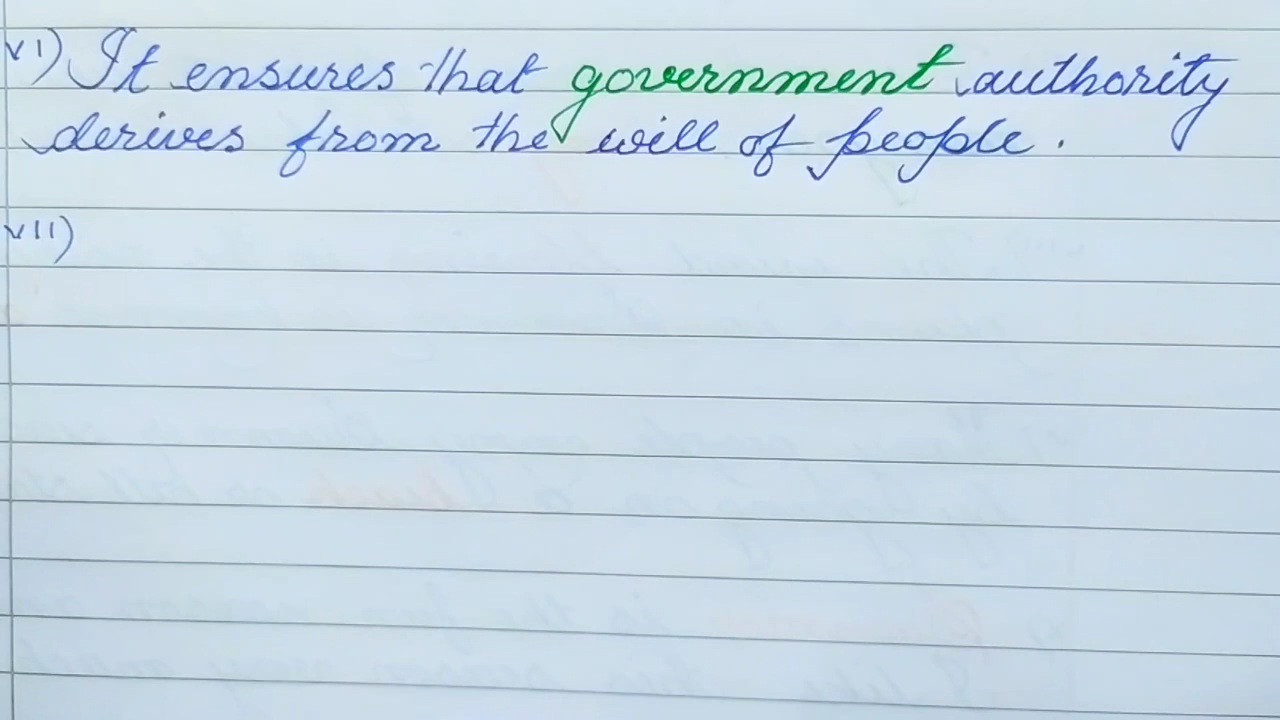 VI) It ensures that government authority
derives from the will of people.
VII)